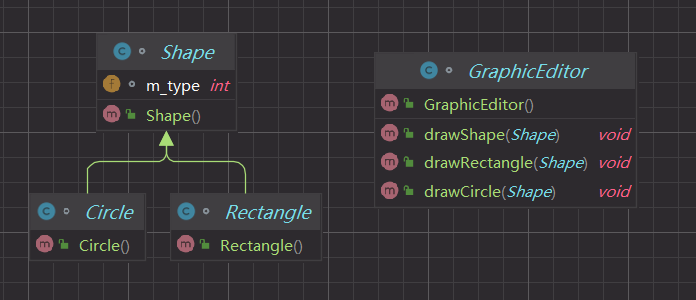 Shape
m_type int
Shape()
Circle
Circle()
Rectangle
Rectangle()
GraphicEditor
GraphicEditor()
drawShape(Shape) void
drawRectangle(Shape) void
drawCircle(Shape) void